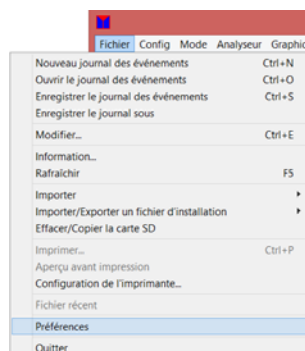 Fichier Config Mode Analyseur Graphic
Nouveau journal des événements Ctrl+N
Ouvrir le journal des événements Ctrl+O
Enregistrer le journal des événements Ctrl+S
Enregistrer le journal sous
Modifier... Ctrl+E
Information...
Rafraîchir F5
Importer
Importer/Exporter un fichier d'installation
Effacer/Copier la carte SD
Imprimer... Ctrl+P
Aperçu avant impression
Configuration de l'imprimante...
Fichier récent
Préférences
Quitter